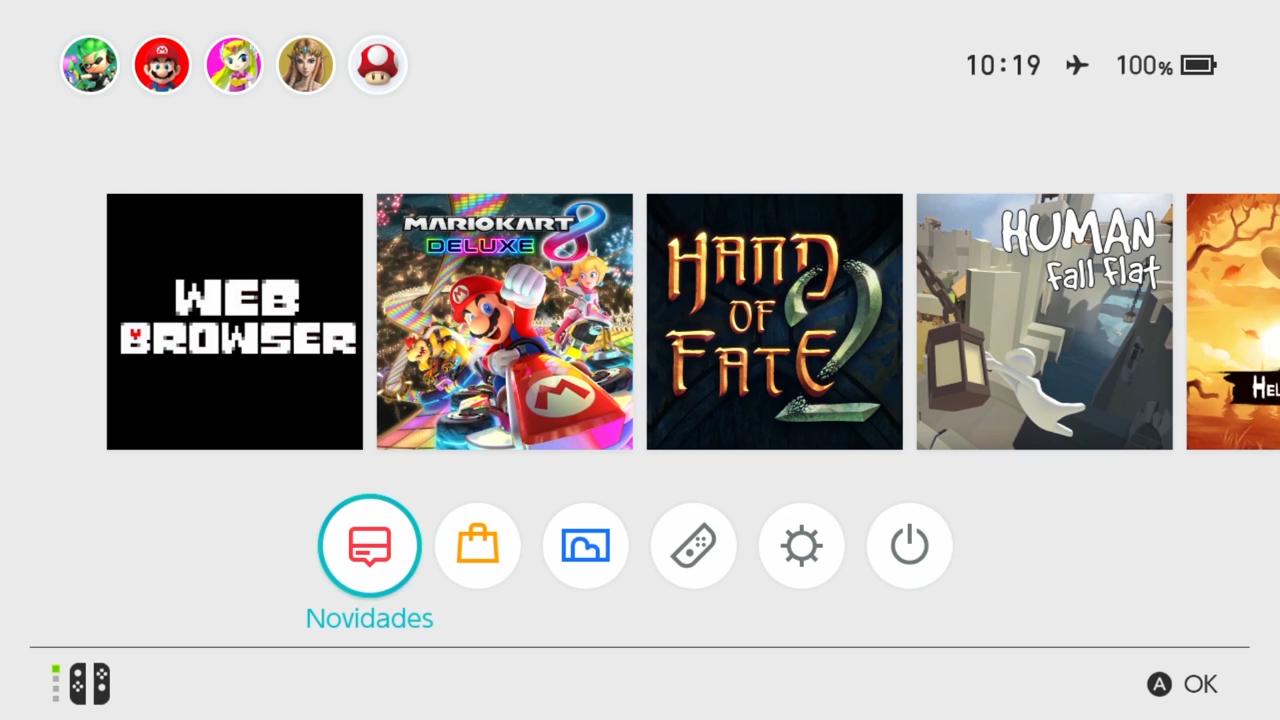 10:19
100%
WEB
BROWSER
MARIOKART 8
DELUXE
HAND
OF
FATE 2
HUMAN
fall flat
Novidades
A OK